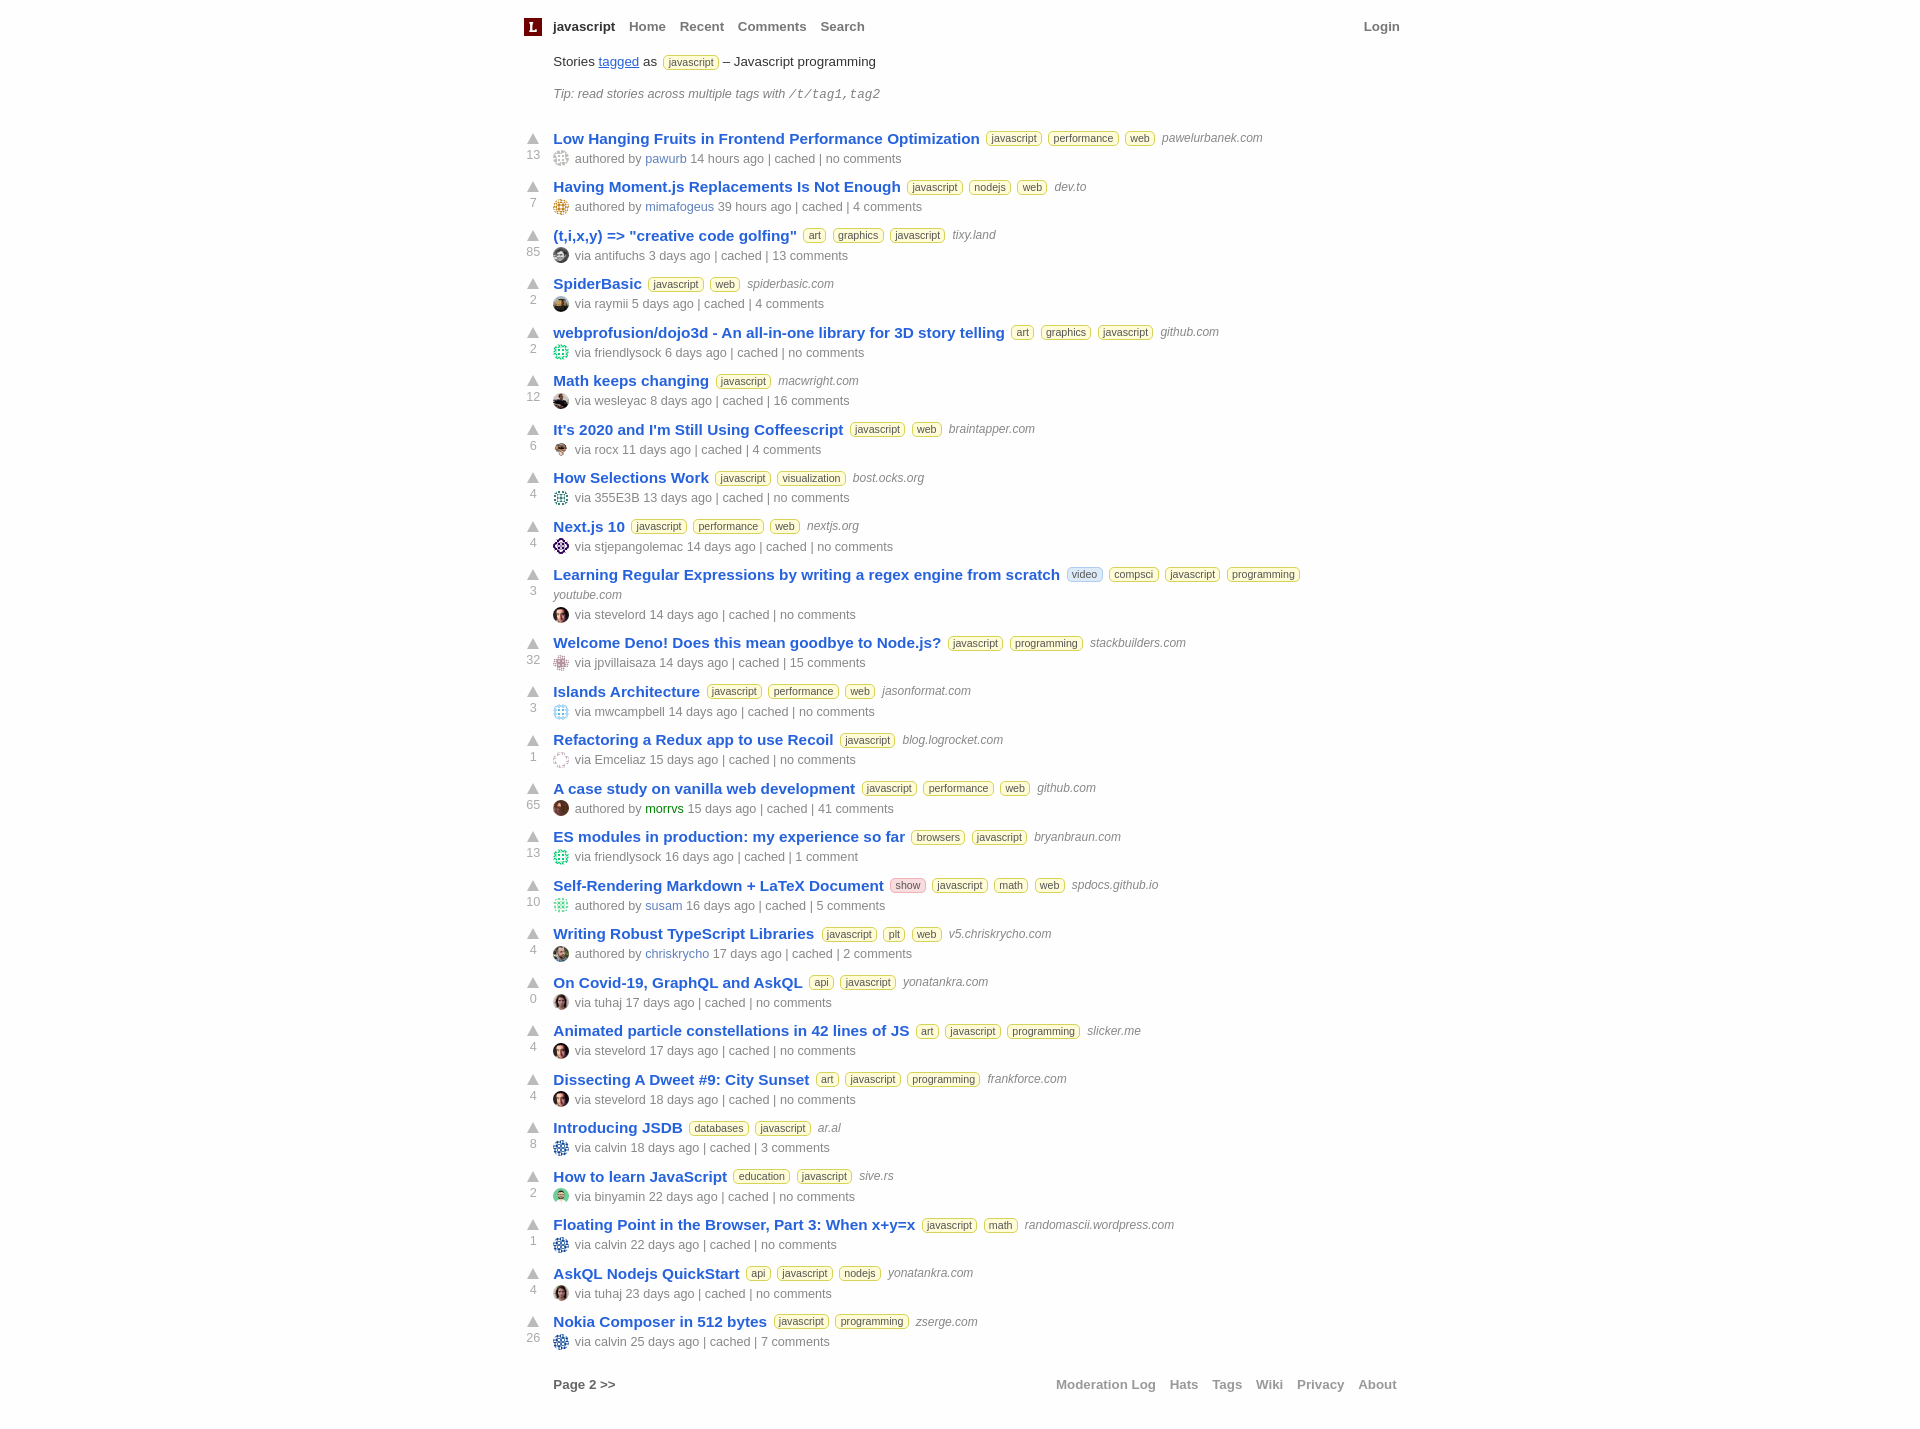 L javascript Home Recent Comments Search Login
Stories tagged as javascript – Javascript programming
Tip: read stories across multiple tags with /t/tag1,tag2
Low Hanging Fruits in Frontend Performance Optimization javascript performance web pawelurbanek.com
13 authored by pawurb 14 hours ago | cached | no comments
Having Moment.js Replacements Is Not Enough javascript nodejs web dev.to
7 authored by mimafogeus 39 hours ago | cached | 4 comments
(t,i,x,y) => "creative code golfing" art graphics javascript tixy.land
85 via antifuchs 3 days ago | cached | 13 comments
SpiderBasic javascript web spiderbasic.com
2 via raymii 5 days ago | cached | 4 comments
webprofusion/dojo3d - An all-in-one library for 3D story telling art graphics javascript github.com
2 via friendlysock 6 days ago | cached | no comments
Math keeps changing javascript macwright.com
12 via wesleyac 8 days ago | cached | 16 comments
It's 2020 and I'm Still Using Coffeescript javascript web braintapper.com
6 via rocx 11 days ago | cached | 4 comments
How Selections Work javascript visualization bost.ocks.org
4 via 355E3B 13 days ago | cached | no comments
Next.js 10 javascript performance web nextjs.org
4 via stjepangolemac 14 days ago | cached | no comments
Learning Regular Expressions by writing a regex engine from scratch video compsci javascript programming
youtube.com
3 via stevelord 14 days ago | cached | no comments
Welcome Deno! Does this mean goodbye to Node.js? javascript programming stackbuilders.com
32 via jpvillaisaza 14 days ago | cached | 15 comments
Islands Architecture javascript performance web jasonformat.com
3 via mwcampbell 14 days ago | cached | no comments
Refactoring a Redux app to use Recoil javascript blog.logrocket.com
1 via Emceliaz 15 days ago | cached | no comments
A case study on vanilla web development javascript performance web github.com
65 authored by morrvs 15 days ago | cached | 41 comments
ES modules in production: my experience so far browsers javascript bryanbraun.com
13 via friendlysock 16 days ago | cached | 1 comment
Self-Rendering Markdown + LaTeX Document show javascript math web spdocs.github.io
10 authored by susam 16 days ago | cached | 5 comments
Writing Robust TypeScript Libraries javascript plt web v5.chriskrycho.com
4 authored by chriskrycho 17 days ago | cached | 2 comments
On Covid-19, GraphQL and AskQL api javascript yonatankra.com
0 via tuhaj 17 days ago | cached | no comments
Animated particle constellations in 42 lines of JS art javascript programming slicker.me
4 via stevelord 17 days ago | cached | no comments
Dissecting A Dweet #9: City Sunset art javascript programming frankforce.com
4 via stevelord 18 days ago | cached | no comments
Introducing JSDB databases javascript ar.al
8 via calvin 18 days ago | cached | 3 comments
How to learn JavaScript education javascript sive.rs
2 via binyamin 22 days ago | cached | no comments
Floating Point in the Browser, Part 3: When x+y=x javascript math randomascii.wordpress.com
1 via calvin 22 days ago | cached | no comments
AskQL Nodejs QuickStart api javascript nodejs yonatankra.com
4 via tuhaj 23 days ago | cached | no comments
Nokia Composer in 512 bytes javascript programming zserge.com
26 via calvin 25 days ago | cached | 7 comments
Page 2 >> Moderation Log Hats Tags Wiki Privacy About